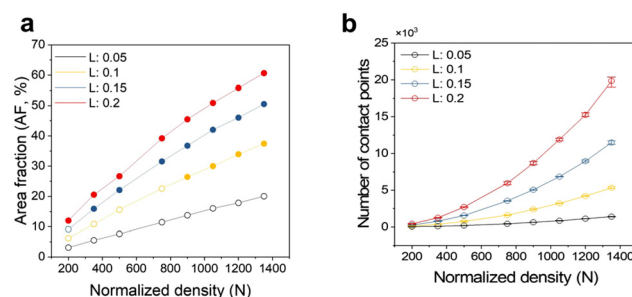 a
70
60
50
40
30
20
10
0
Area fraction (AF, %)
L: 0.05
L: 0.1
L: 0.15
L: 0.2
200 400 600 800 1000 1200 1400
Normalized density (N)
b
×10³
25
20
15
10
5
0
Number of contact points
L: 0.05
L: 0.1
L: 0.15
L: 0.2
200 400 600 800 1000 1200 1400
Normalized density (N)